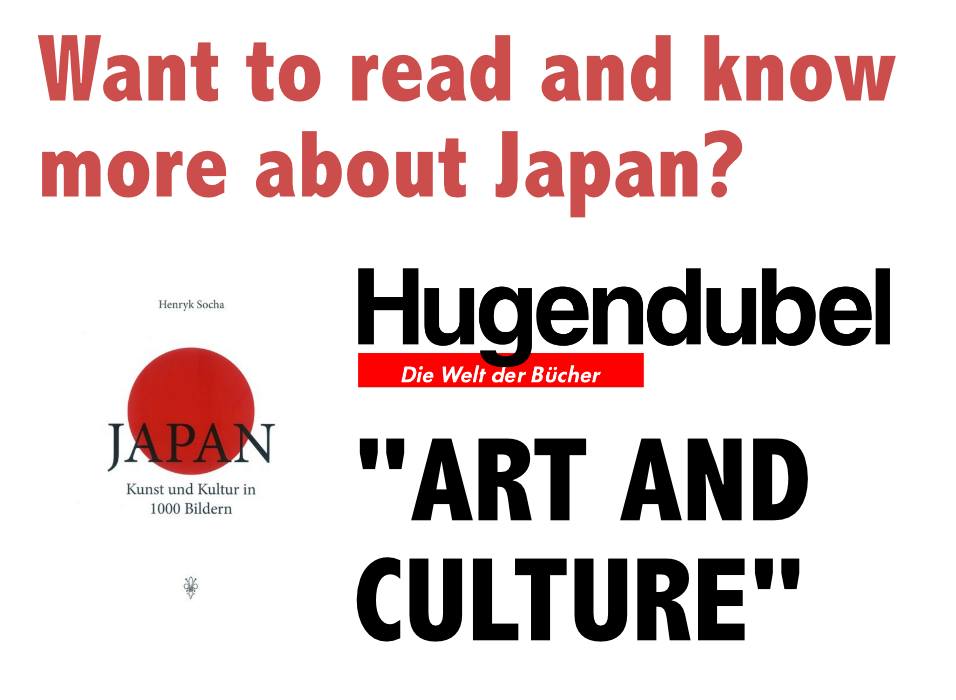 Want to read and know
more about Japan?
Henryk Socha
JAPAN
Kunst und Kultur in
1000 Bildern
Hugendubel
Die Welt der Bücher
"ART AND
CULTURE"